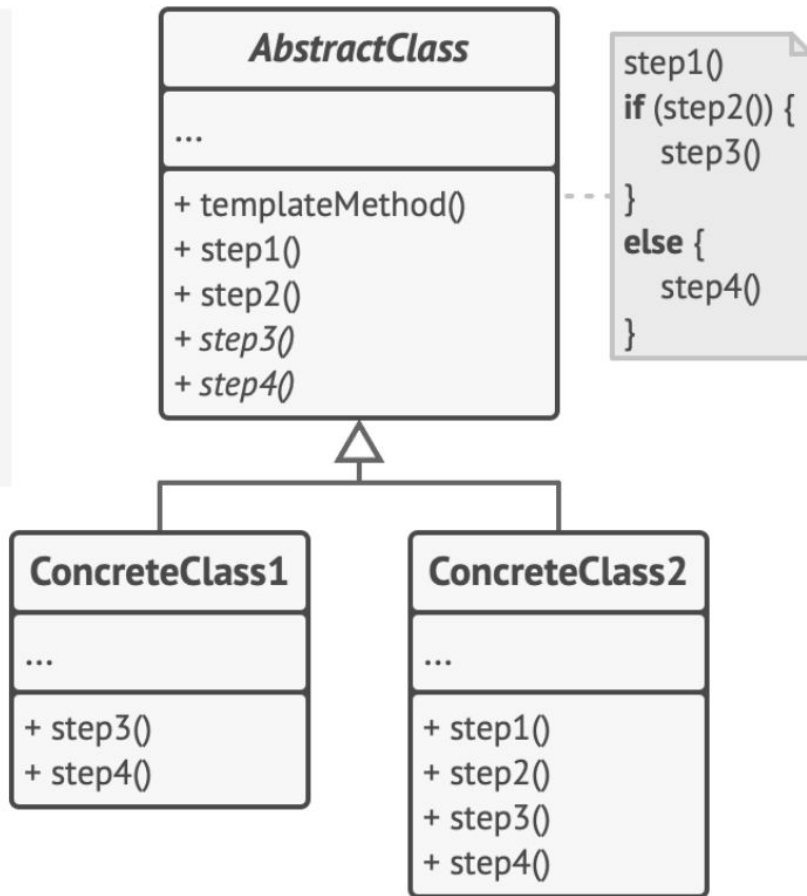 AbstractClass
...
+ templateMethod()
+ step1()
+ step2()
+ step3()
+ step4()
step1()
if (step2()) {
step3()
}
else {
step4()
}
ConcreteClass1
...
+ step3()
+ step4()
ConcreteClass2
...
+ step1()
+ step2()
+ step3()
+ step4()